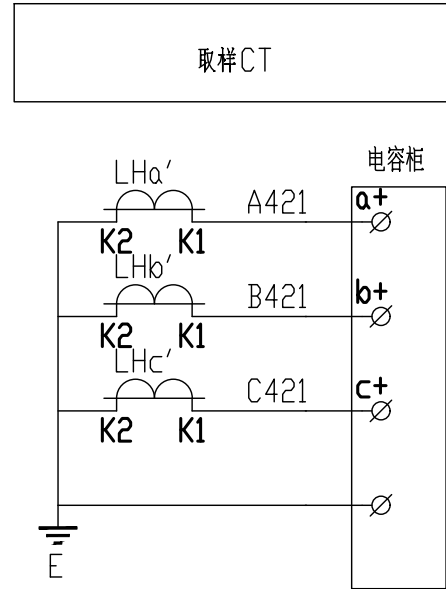 取样CT
电容柜
LHa′ A421 a+
K2 K1
LHb′ B421 b+
K2 K1
LHc′ C421 c+
K2 K1
E